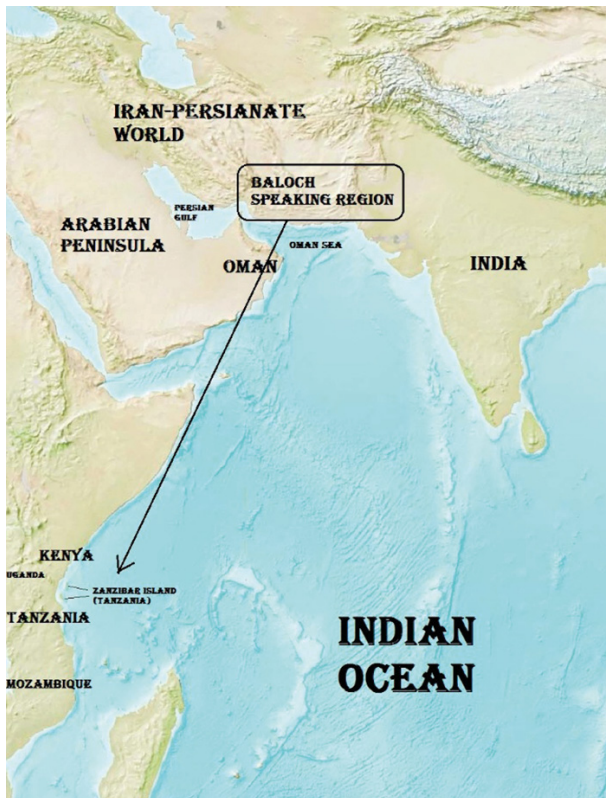 IRAN-PERSIANATE
WORLD
BALOCH
SPEAKING REGION
PERSIAN
GULF
ARABIAN
PENINSULA
OMAN SEA
OMAN
INDIA
KENYA
UGANDA
ZANZIBAR ISLAND
(TANZANIA)
TANZANIA
INDIAN
OCEAN
MOZAMBIQUE